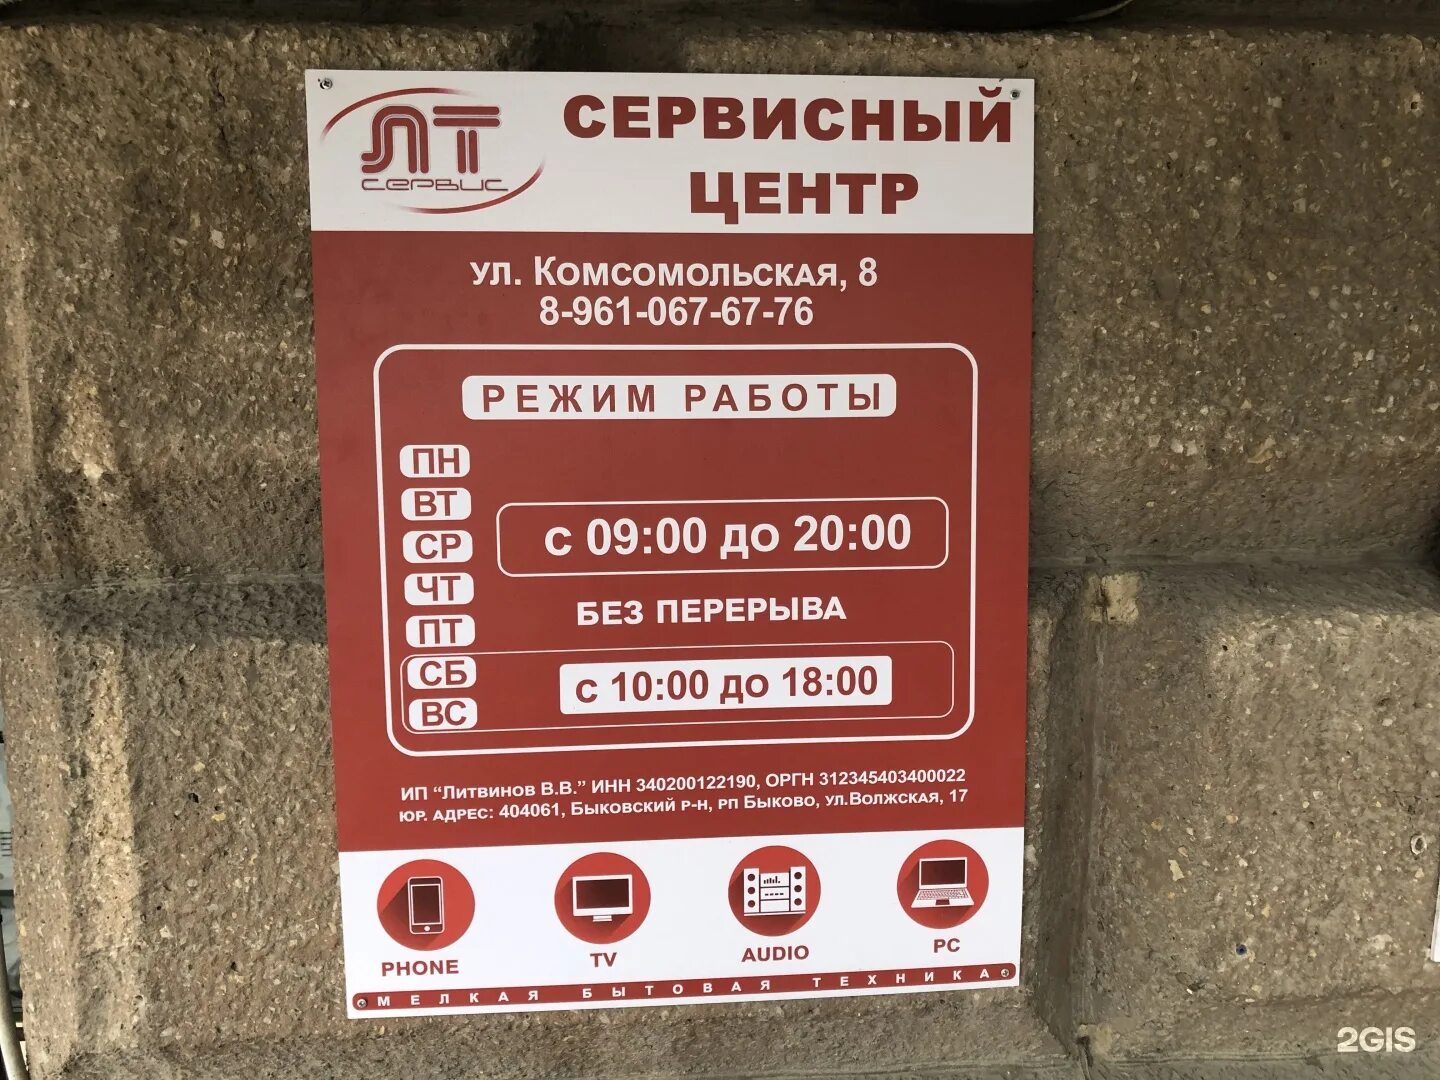 ЛТ
СЕРВИС
СЕРВИСНЫЙ
ЦЕНТР
УЛ. КОМСОМОЛЬСКАЯ, 8
8-961-067-67-76
РЕЖИМ РАБОТЫ
ПН
ВТ
СР
ЧТ
ПТ
СБ
ВС
С 09:00 ДО 20:00
БЕЗ ПЕРЕРЫВА
С 10:00 ДО 18:00
ИП “ЛИТВИНОВ В.В.” ИНН 340200122190, ОРГН 312345403400022
ЮР. АДРЕС: 404061, БЫКОВСКИЙ Р-Н, РП БЫКОВО, УЛ.ВОЛЖСКАЯ, 17
PHONE
TV
AUDIO
PC
МЕЛКАЯ БЫТОВАЯ ТЕХНИКА
2GIS